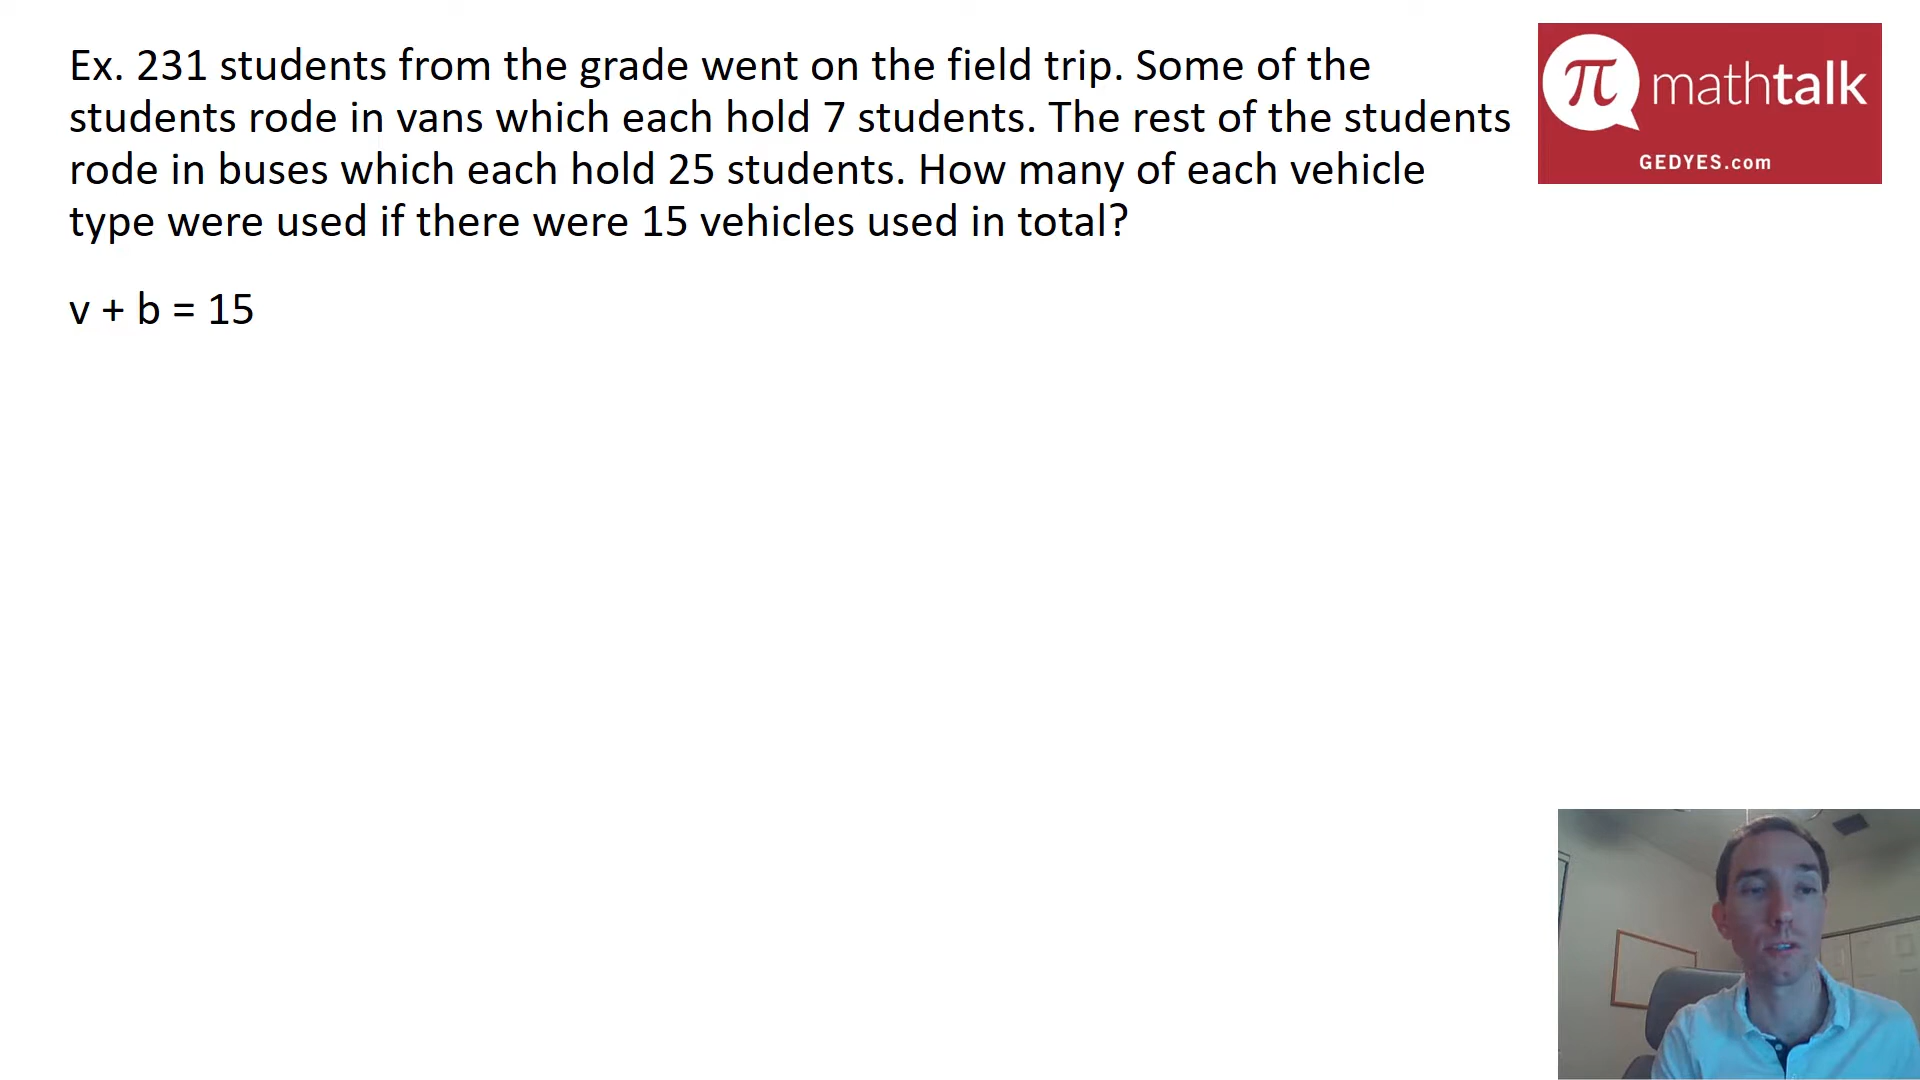 Ex. 231 students from the grade went on the field trip. Some of the
students rode in vans which each hold 7 students. The rest of the students
rode in buses which each hold 25 students. How many of each vehicle
type were used if there were 15 vehicles used in total?
v + b = 15
π mathtalk
GEDYES.com